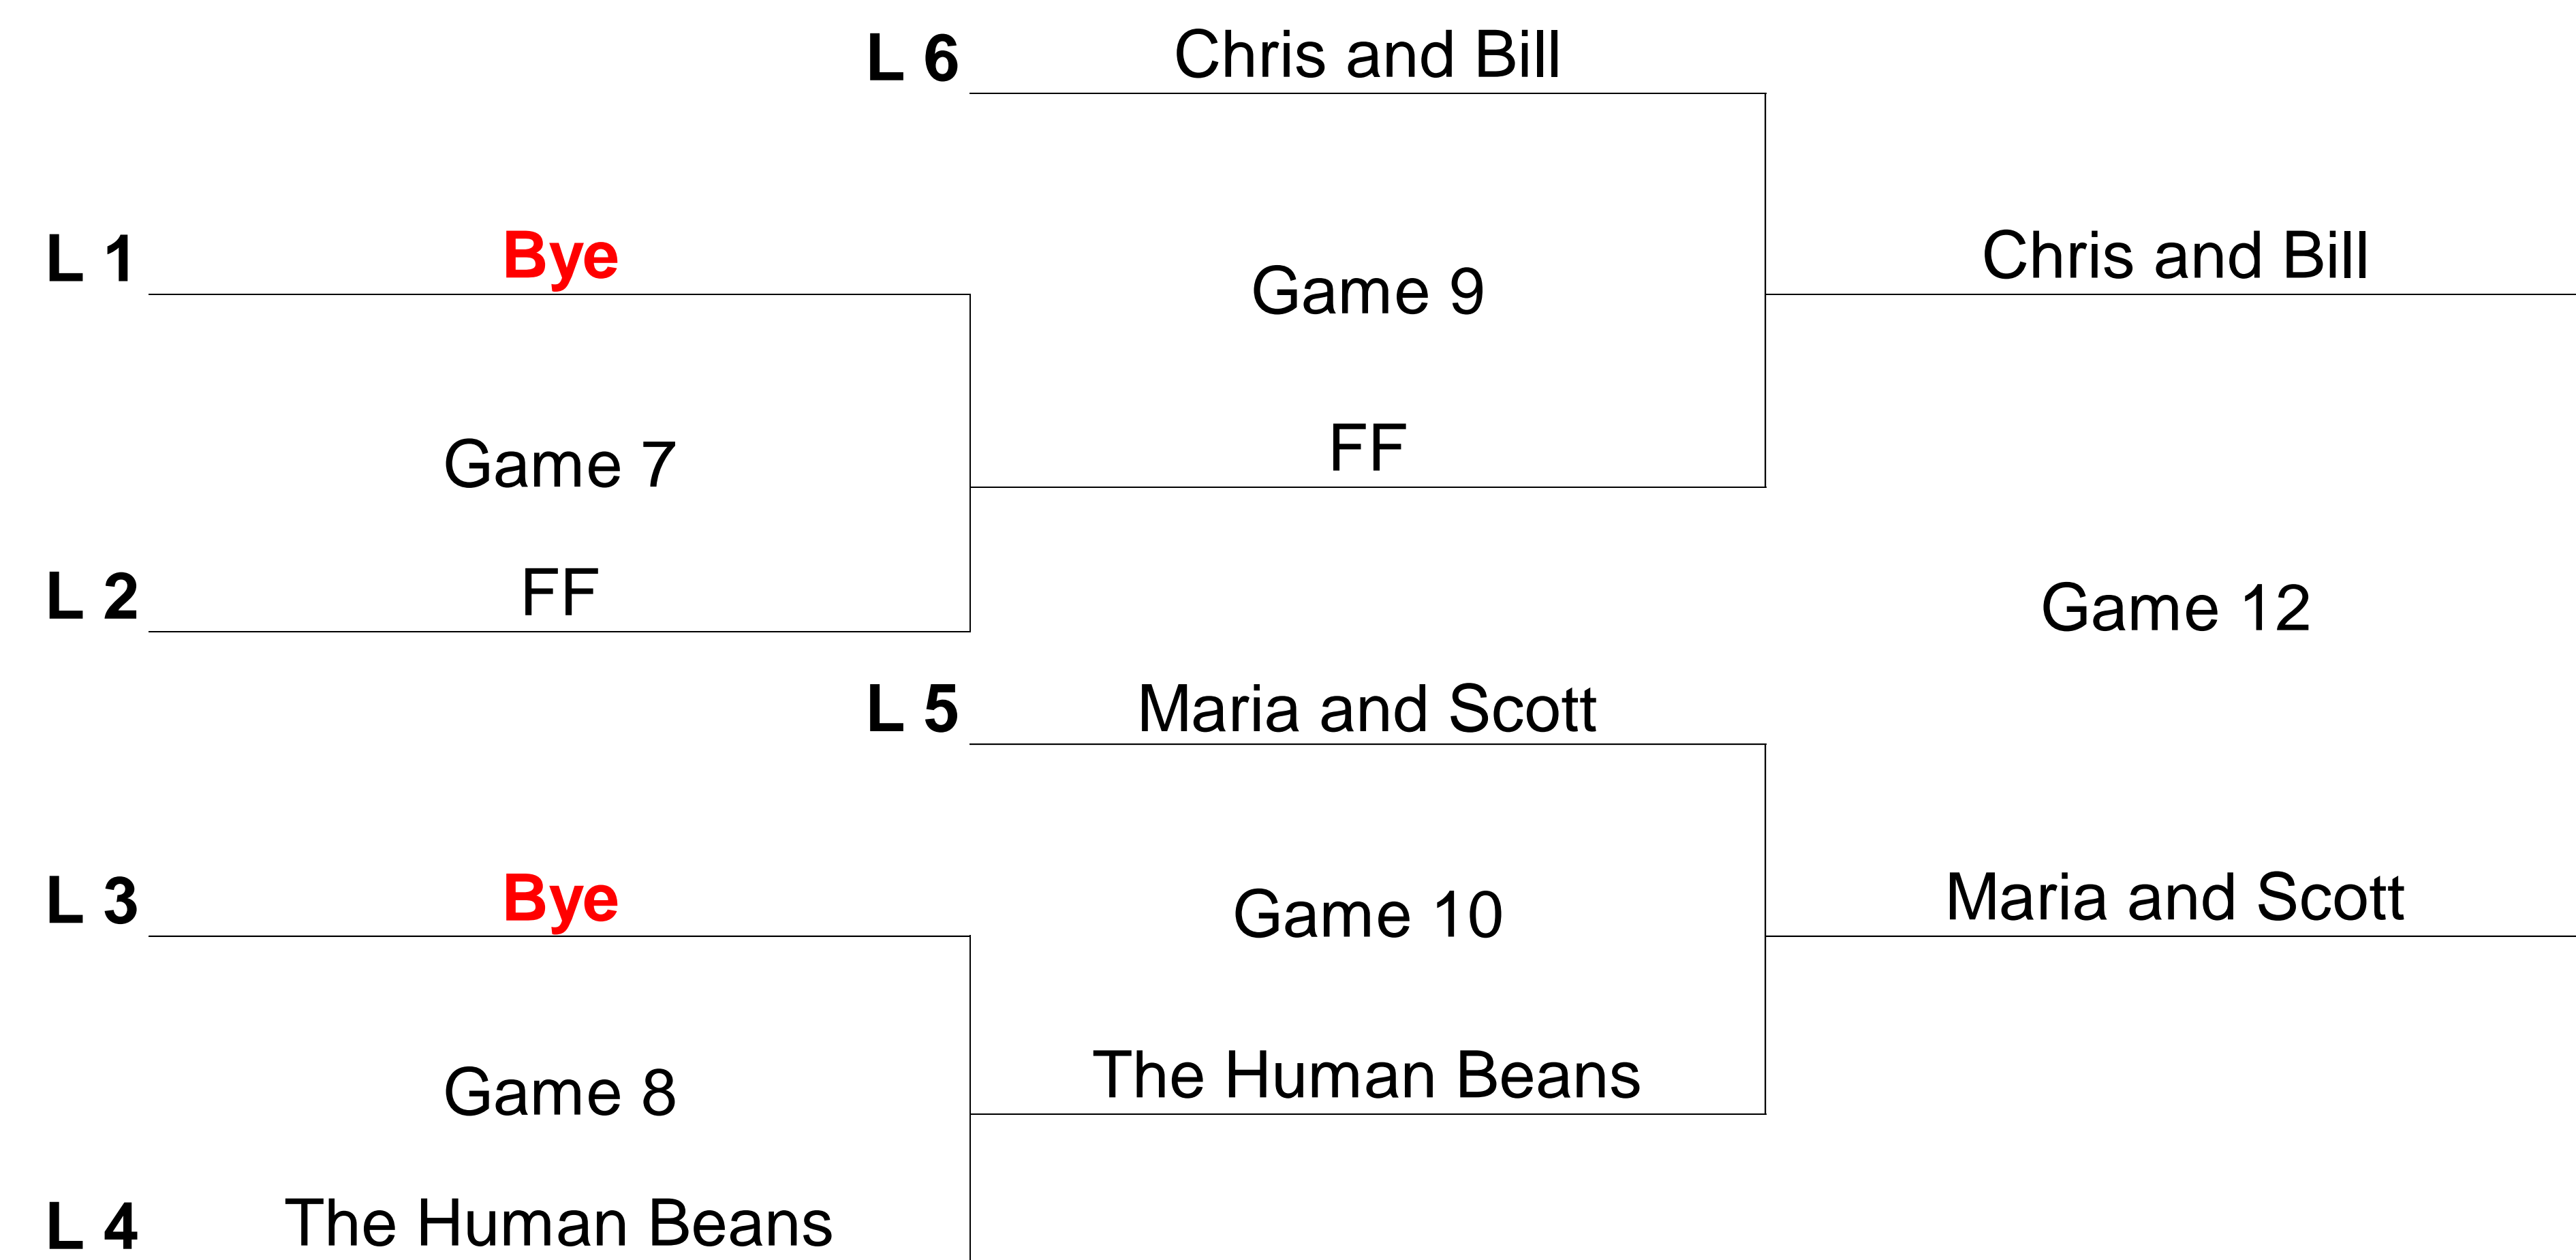 L 6 Chris and Bill
L 1 Bye Chris and Bill
Game 9
Game 7 FF
L 2 FF Game 12
L 5 Maria and Scott
L 3 Bye Maria and Scott
Game 10
Game 8 The Human Beans
L 4 The Human Beans